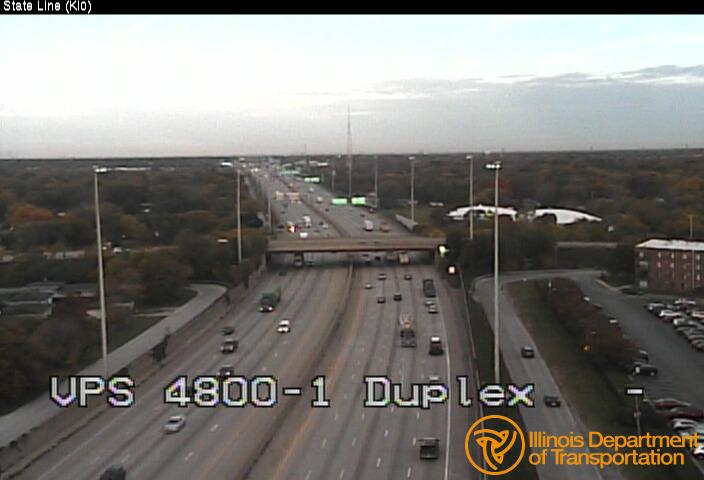 State Line (Kl0)
VPS 4800-1 Duplex -
Illinois Department
of Transportation